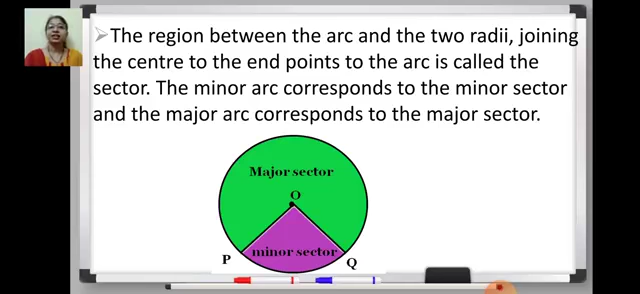 ➢The region between the arc and the two radii, joining
the centre to the end points to the arc is called the
sector. The minor arc corresponds to the minor sector
and the major arc corresponds to the major sector.
Major sector
O
minor sector
P
Q